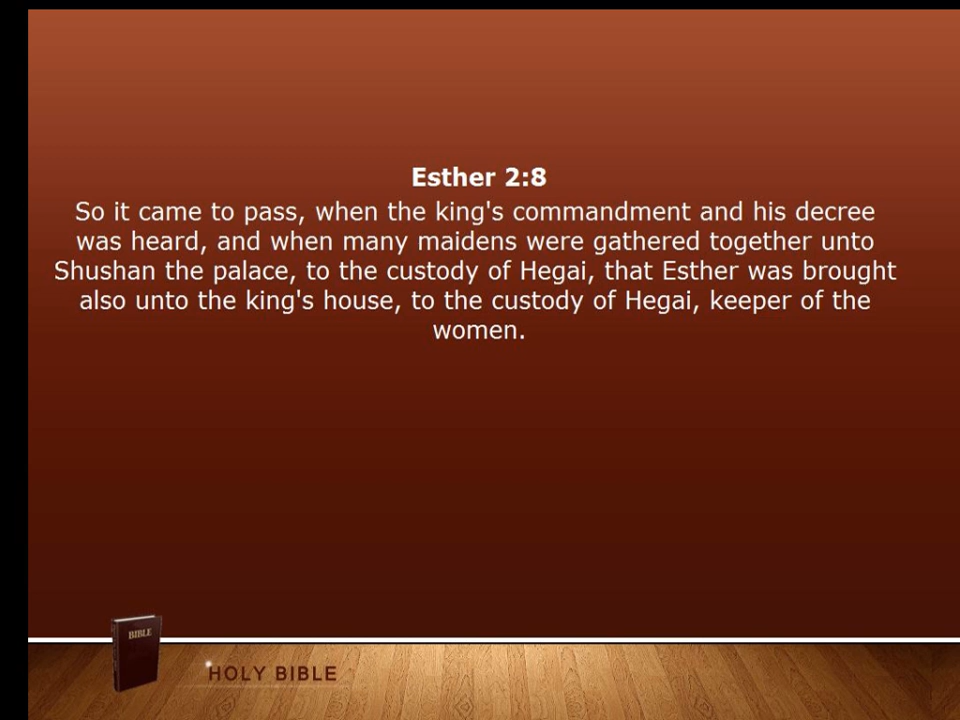 Esther 2:8
So it came to pass, when the king's commandment and his decree
was heard, and when many maidens were gathered together unto
Shushan the palace, to the custody of Hegai, that Esther was brought
also unto the king's house, to the custody of Hegai, keeper of the
women.
BIBLE
HOLY BIBLE